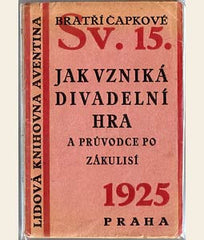 BRATŘÍ ČAPKOVÉ
SV. 15.
JAK VZNIKÁ
DIVADELNÍ
HRA
A PRŮVODCE PO
ZÁKULISÍ
1925
PRAHA
LIDOVÁ KNIHOVNA AVENTINA